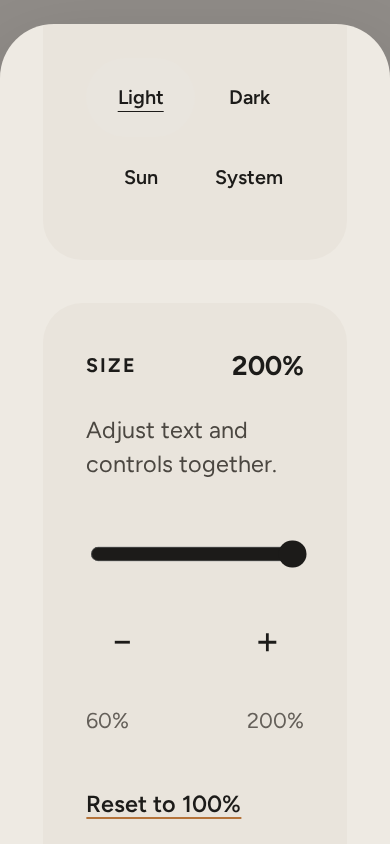 Light Dark
Sun System
SIZE 200%
Adjust text and
controls together.
− +
60% 200%
Reset to 100%